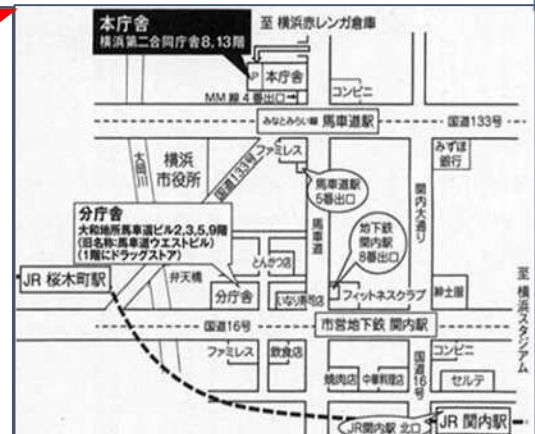 本庁舎
横浜第二合同庁舎8,13階
至 横浜赤レンガ倉庫
P 本庁舎
MM線4番出口→
コンビニ
みなとみらい線 馬車道駅
国道133号
ファミレス
みずほ
銀行
大岡川
横浜
市役所
国道133号
馬車道駅
5番出口
馬車道
関内大通り
分庁舎
大和地所馬車道ビル2,3,5,9階
(旧名称:馬車道ウエストビル)
(1階にドラッグストア)
地下鉄
関内駅
8番出口
とんかつ店
JR 桜木町駅
弁天橋
分庁舎
いなり寿司店
フィットネスクラブ
紳士服
至 横浜スタジアム
国道16号
市営地下鉄 関内駅
ファミレス
飲食店
焼肉店
中華料理店
国道16号
コンビニ
セルテ
JR関内駅 北口
JR 関内駅